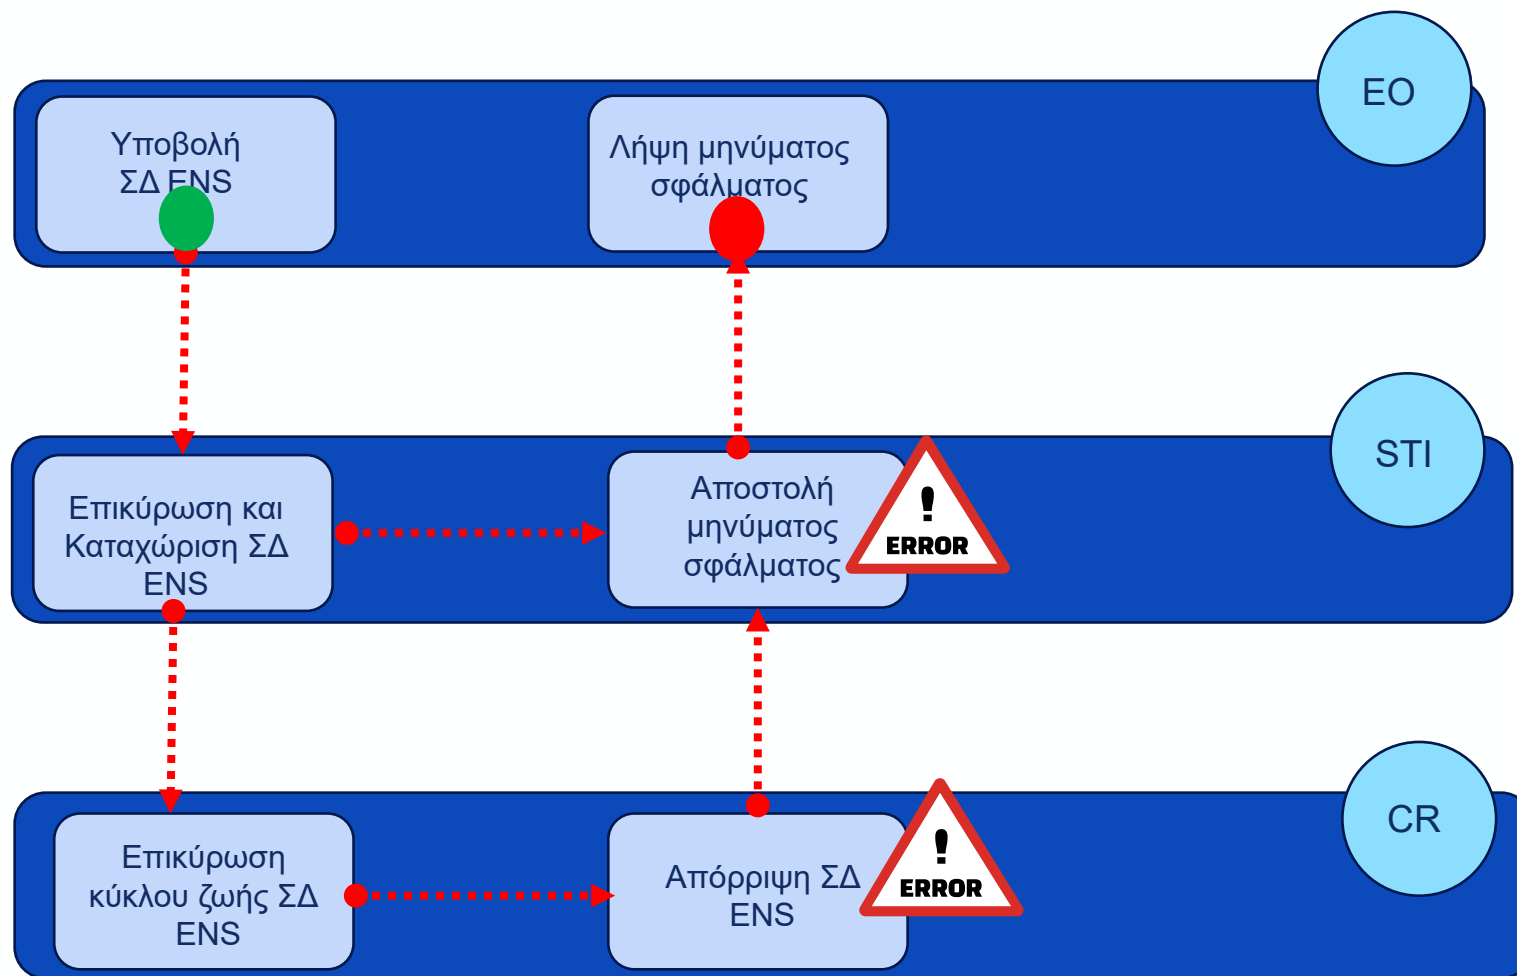 EO
Υποβολή
ΣΔ ENS
Λήψη μηνύματος
σφάλματος
STI
Επικύρωση και
Καταχώριση ΣΔ
ENS
Αποστολή
μηνύματος
σφάλματος
!
ERROR
CR
Επικύρωση
κύκλου ζωής ΣΔ
ENS
Απόρριψη ΣΔ
ENS
!
ERROR